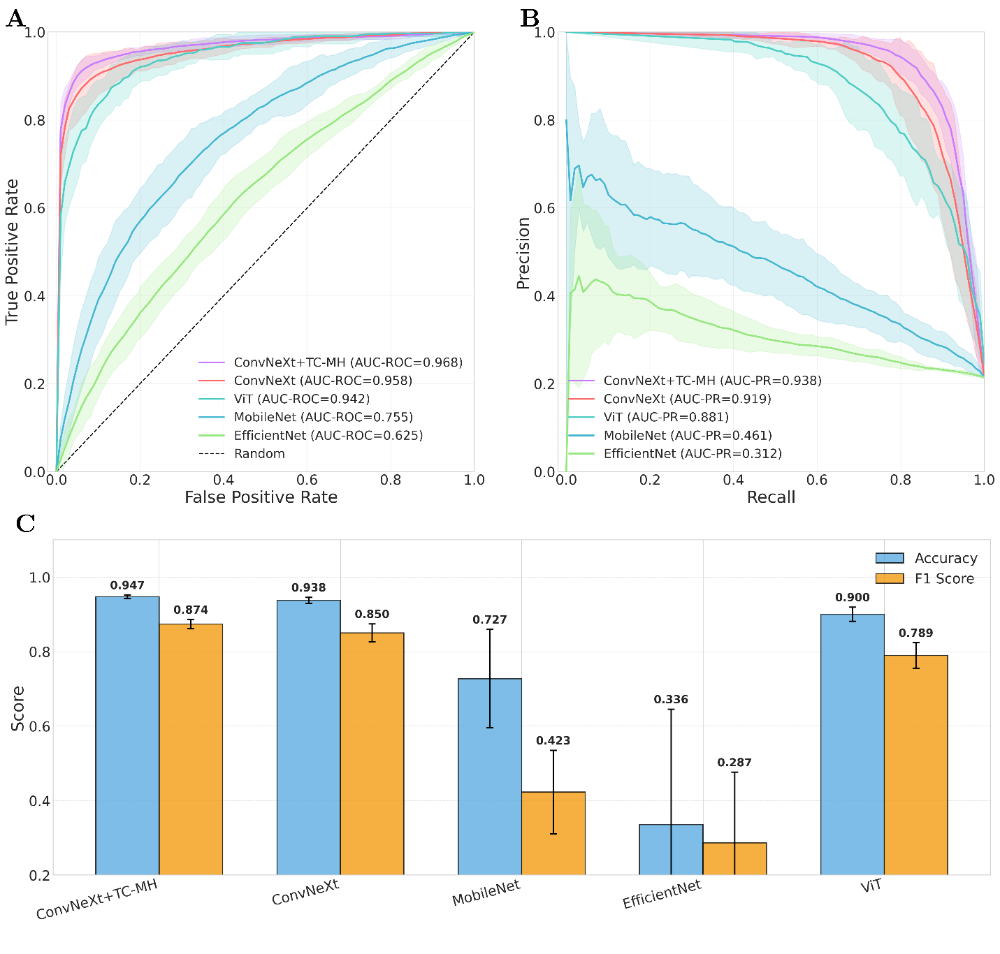 A
1.0
0.8
0.6
0.4
0.2
0.0
True Positive Rate
ConvNeXt+TC-MH (AUC-ROC=0.968)
ConvNeXt (AUC-ROC=0.958)
ViT (AUC-ROC=0.942)
MobileNet (AUC-ROC=0.755)
EfficientNet (AUC-ROC=0.625)
Random
0.0 0.2 0.4 0.6 0.8 1.0
False Positive Rate
B
1.0
0.8
0.6
0.4
0.2
0.0
Precision
ConvNeXt+TC-MH (AUC-PR=0.938)
ConvNeXt (AUC-PR=0.919)
ViT (AUC-PR=0.881)
MobileNet (AUC-PR=0.461)
EfficientNet (AUC-PR=0.312)
0.0 0.2 0.4 0.6 0.8 1.0
Recall
C
1.0
0.8
0.6
0.4
0.2
Score
Accuracy
F1 Score
0.947
0.874
0.938
0.850
0.727
0.423
0.336
0.287
0.900
0.789
ConvNeXt+TC-MH
ConvNeXt
MobileNet
EfficientNet
ViT